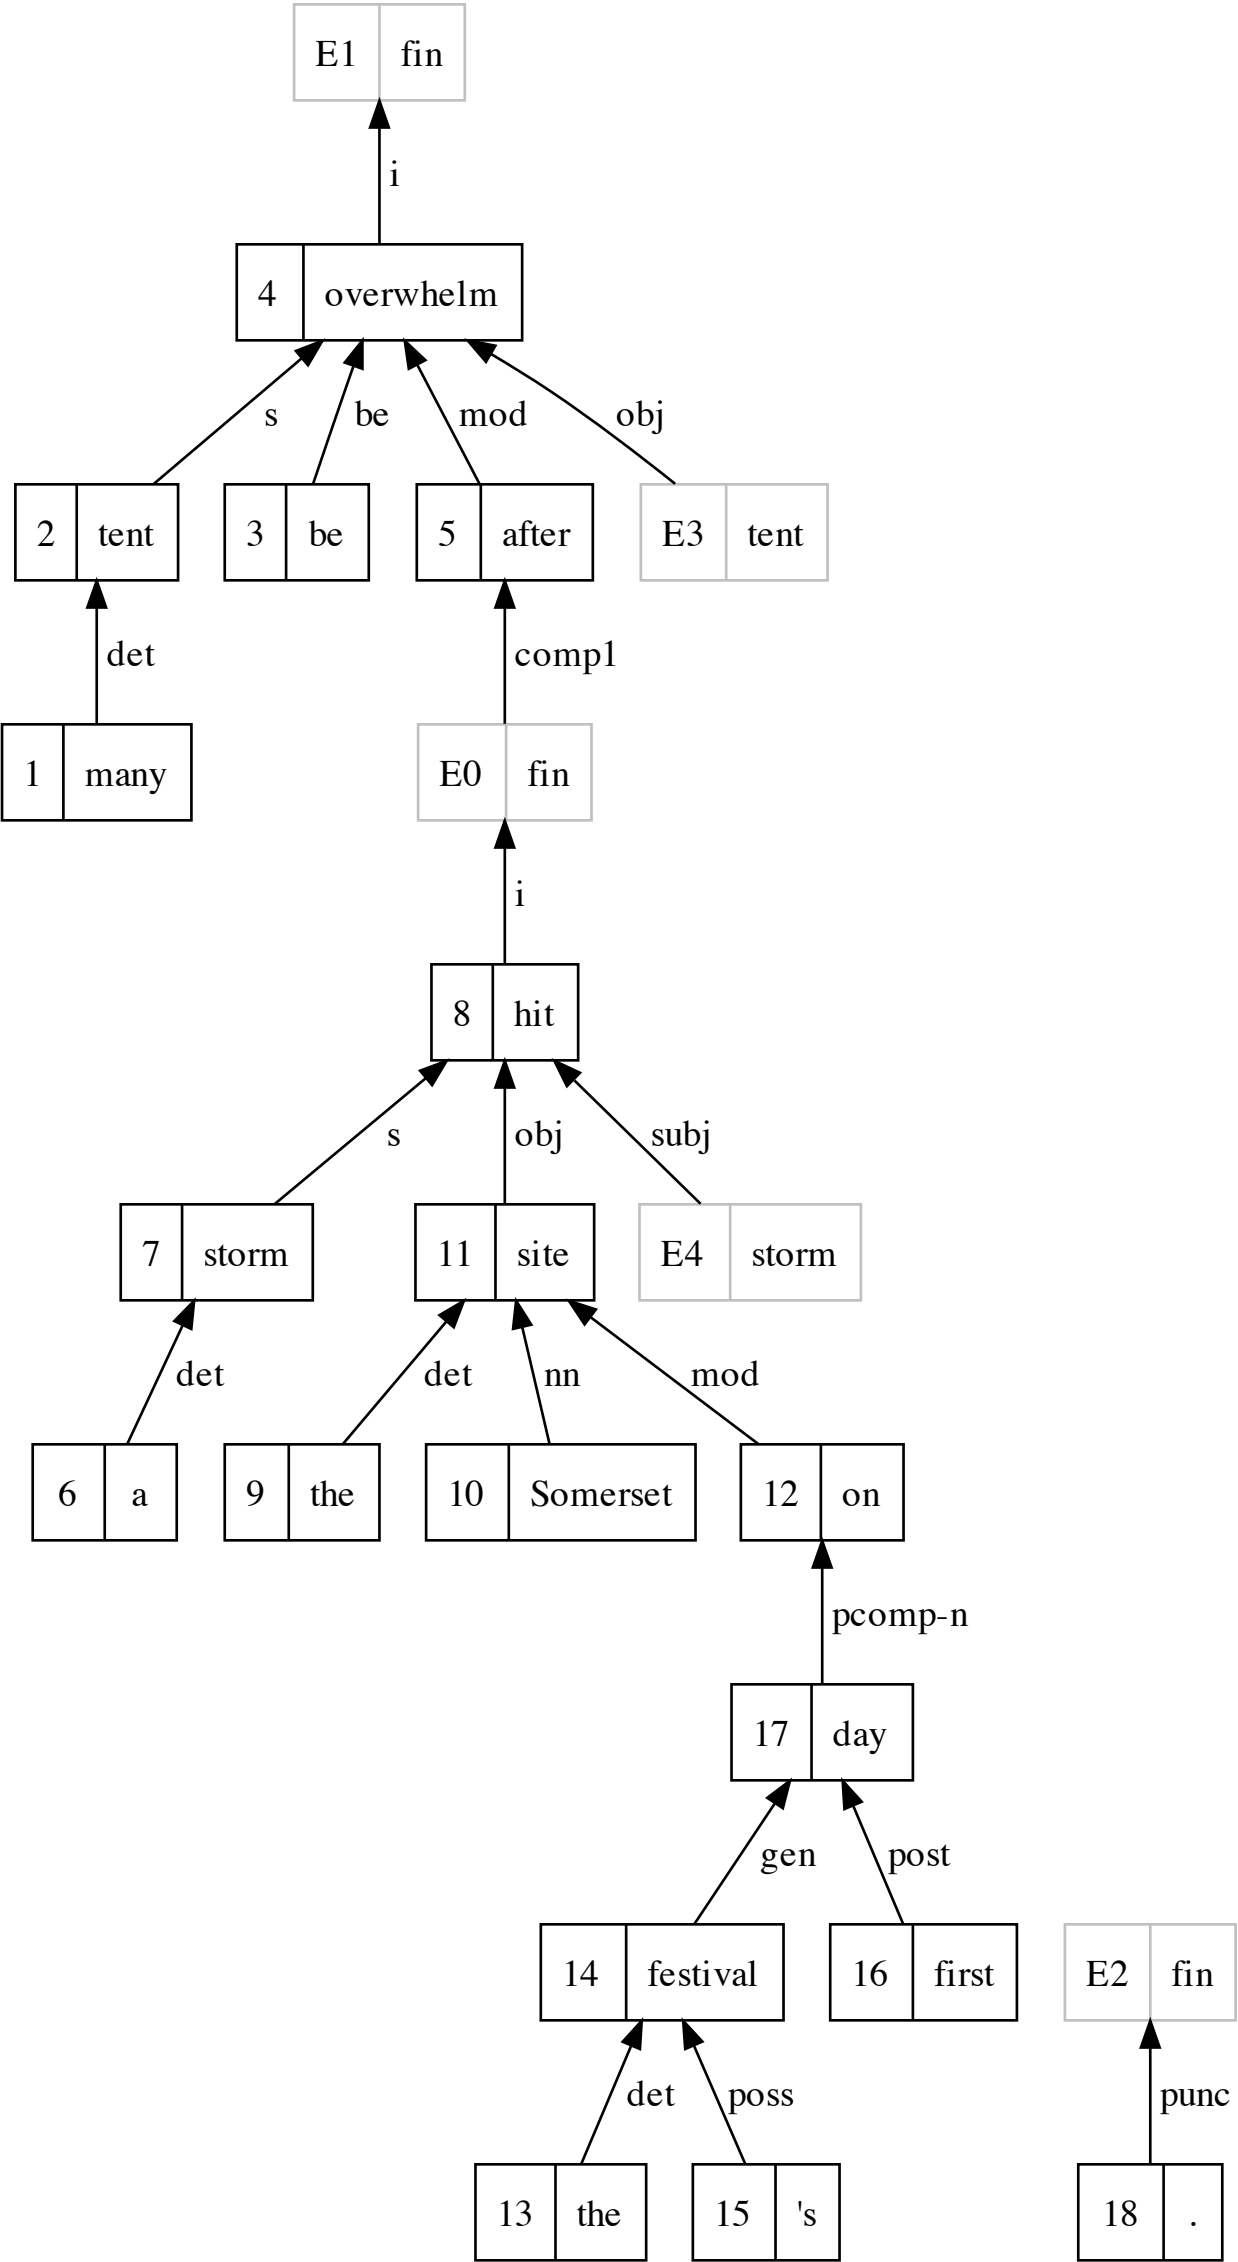 E1 fin
i
4 overwhelm
s be mod obj
2 tent 3 be 5 after E3 tent
det comp1
1 many E0 fin
i
8 hit
s obj subj
7 storm 11 site E4 storm
det det nn mod
6 a 9 the 10 Somerset 12 on
pcomp-n
17 day
gen post
14 festival 16 first E2 fin
det poss punc
13 the 15 's 18 .